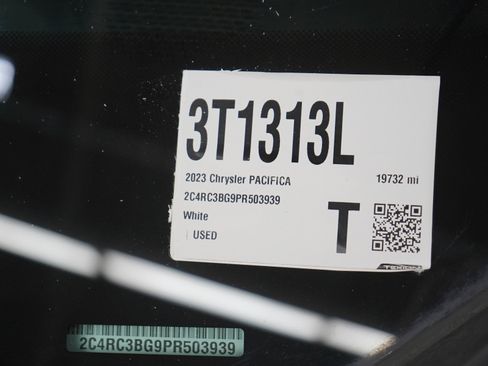 3T1313L
2023 Chrysler PACIFICA 19732 mi
2C4RC3BG9PR503939
White
USED
T
2C4RC3BG9PR503939